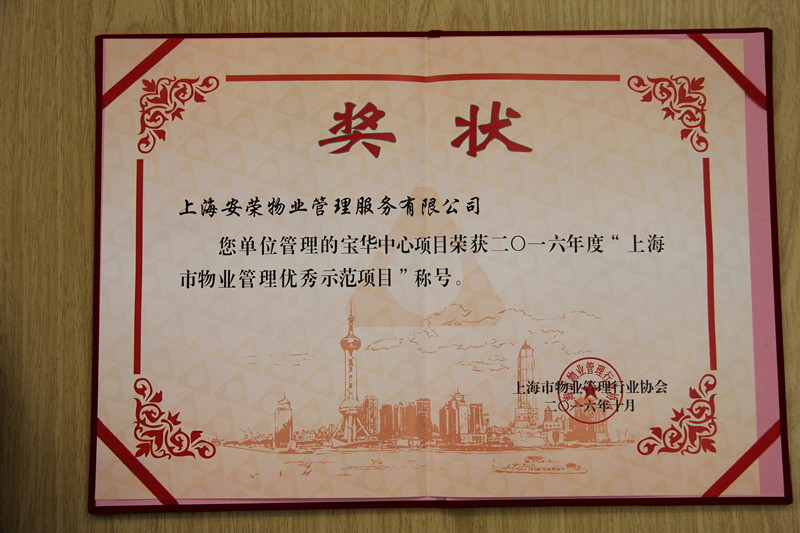 奖状
上海安荣物业管理服务有限公司
您单位管理的宝华中心项目荣获二〇一六年度“上海
市物业管理优秀示范项目”称号。
上海市物业管理行业协会
二〇一六年十月